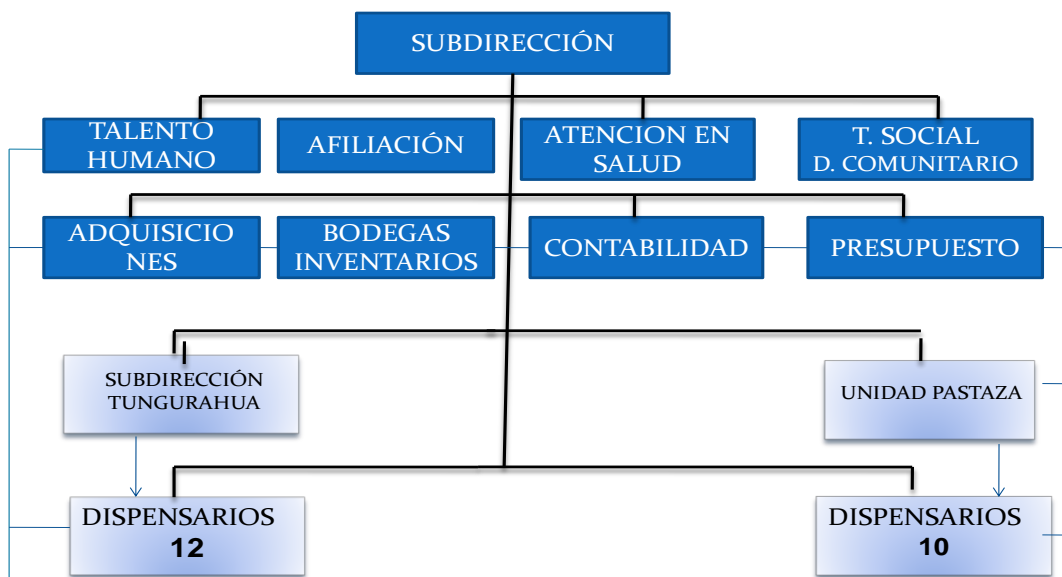 SUBDIRECCIÓN
TALENTO
HUMANO
AFILIACIÓN
ATENCION EN
SALUD
T. SOCIAL
D. COMUNITARIO
ADQUISICIO
NES
BODEGAS
INVENTARIOS
CONTABILIDAD
PRESUPUESTO
SUBDIRECCIÓN
TUNGURAHUA
UNIDAD PASTAZA
DISPENSARIOS
12
DISPENSARIOS
10